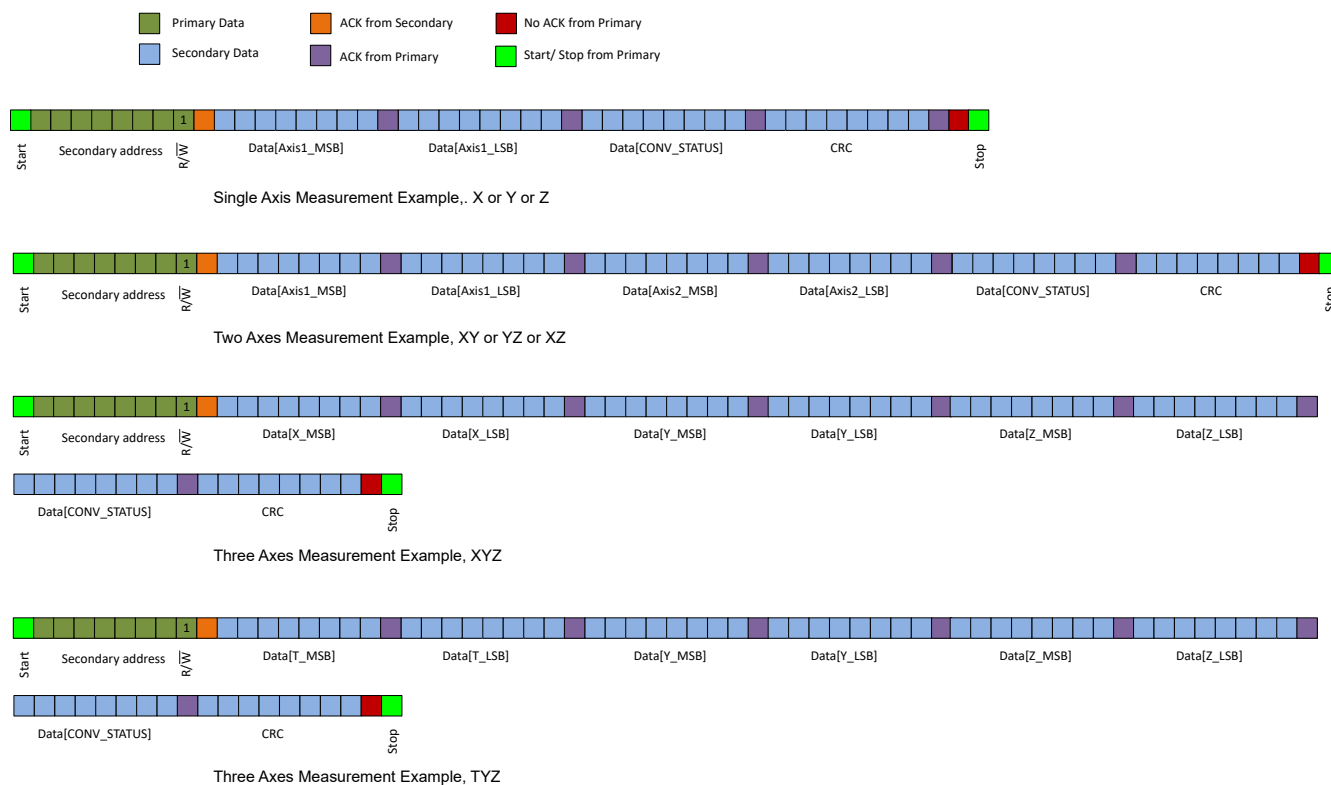 Primary Data
ACK from Secondary
No ACK from Primary
Secondary Data
ACK from Primary
Start/ Stop from Primary
1
Start
Secondary address
R/W
Data[Axis1_MSB]
Data[Axis1_LSB]
Data[CONV_STATUS]
CRC
Stop
Single Axis Measurement Example,. X or Y or Z
1
Start
Secondary address
R/W
Data[Axis1_MSB]
Data[Axis1_LSB]
Data[Axis2_MSB]
Data[Axis2_LSB]
Data[CONV_STATUS]
CRC
Stop
Two Axes Measurement Example, XY or YZ or XZ
1
Start
Secondary address
R/W
Data[X_MSB]
Data[X_LSB]
Data[Y_MSB]
Data[Y_LSB]
Data[Z_MSB]
Data[Z_LSB]
Data[CONV_STATUS]
CRC
Stop
Three Axes Measurement Example, XYZ
1
Start
Secondary address
R/W
Data[T_MSB]
Data[T_LSB]
Data[Y_MSB]
Data[Y_LSB]
Data[Z_MSB]
Data[Z_LSB]
Data[CONV_STATUS]
CRC
Stop
Three Axes Measurement Example, TYZ